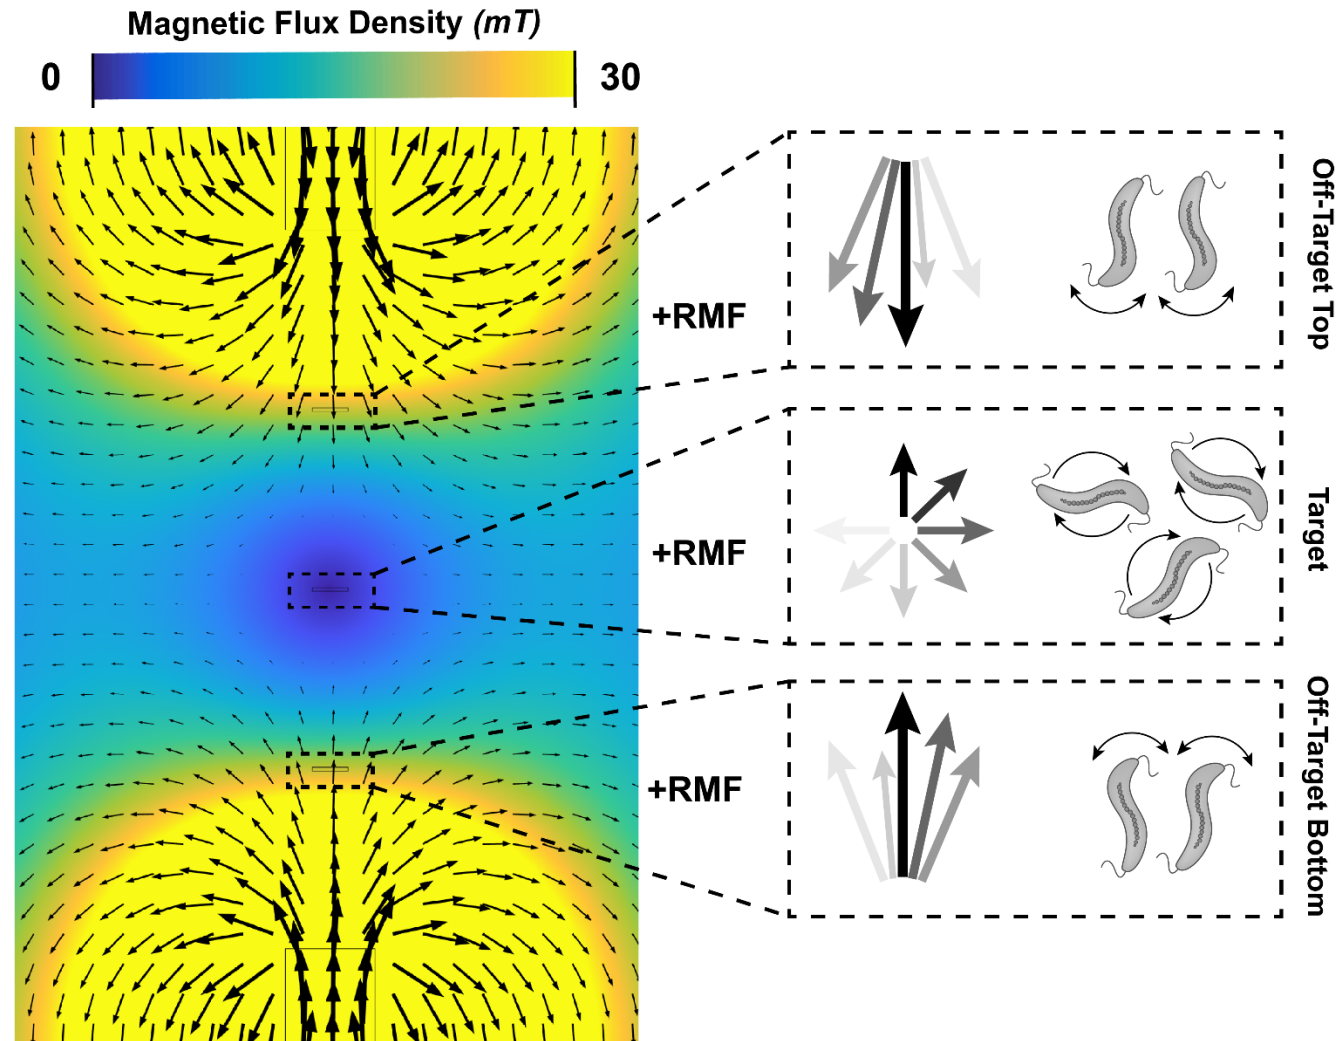 Magnetic Flux Density (mT)
0
30
+RMF
Off-Target Top
+RMF
Target
+RMF
Off-Target Bottom